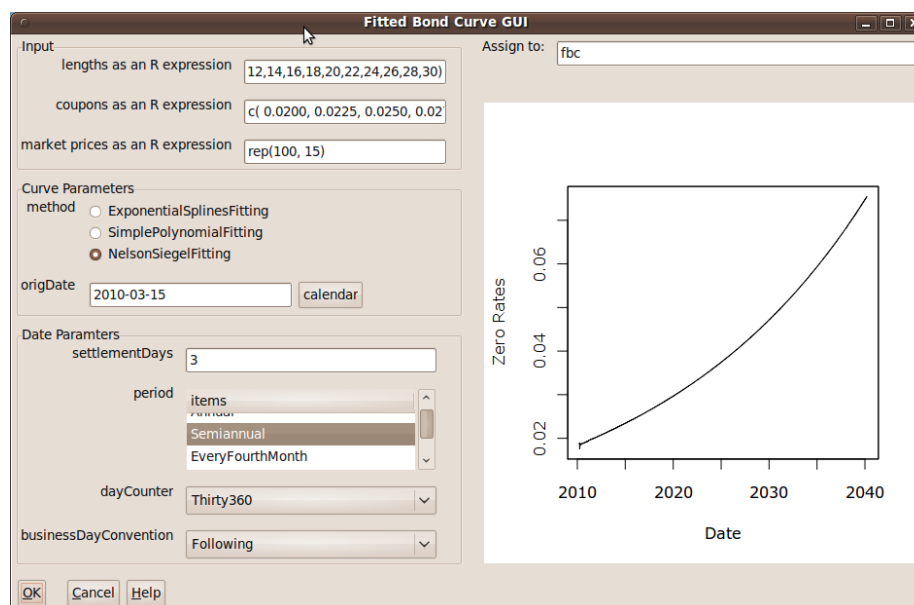 Fitted Bond Curve GUI
Input
lengths as an R expression
12,14,16,18,20,22,24,26,28,30)
coupons as an R expression
c( 0.0200, 0.0225, 0.0250, 0.02
market prices as an R expression
rep(100, 15)
Curve Parameters
method
ExponentialSplinesFitting
SimplePolynomialFitting
NelsonSiegelFitting
origDate
2010-03-15
calendar
Date Paramters
settlementDays
3
period
items
Annual
Semiannual
EveryFourthMonth
dayCounter
Thirty360
businessDayConvention
Following
OK
Cancel
Help
Assign to:
fbc
Zero Rates
0.06
0.04
0.02
2010 2020 2030 2040
Date